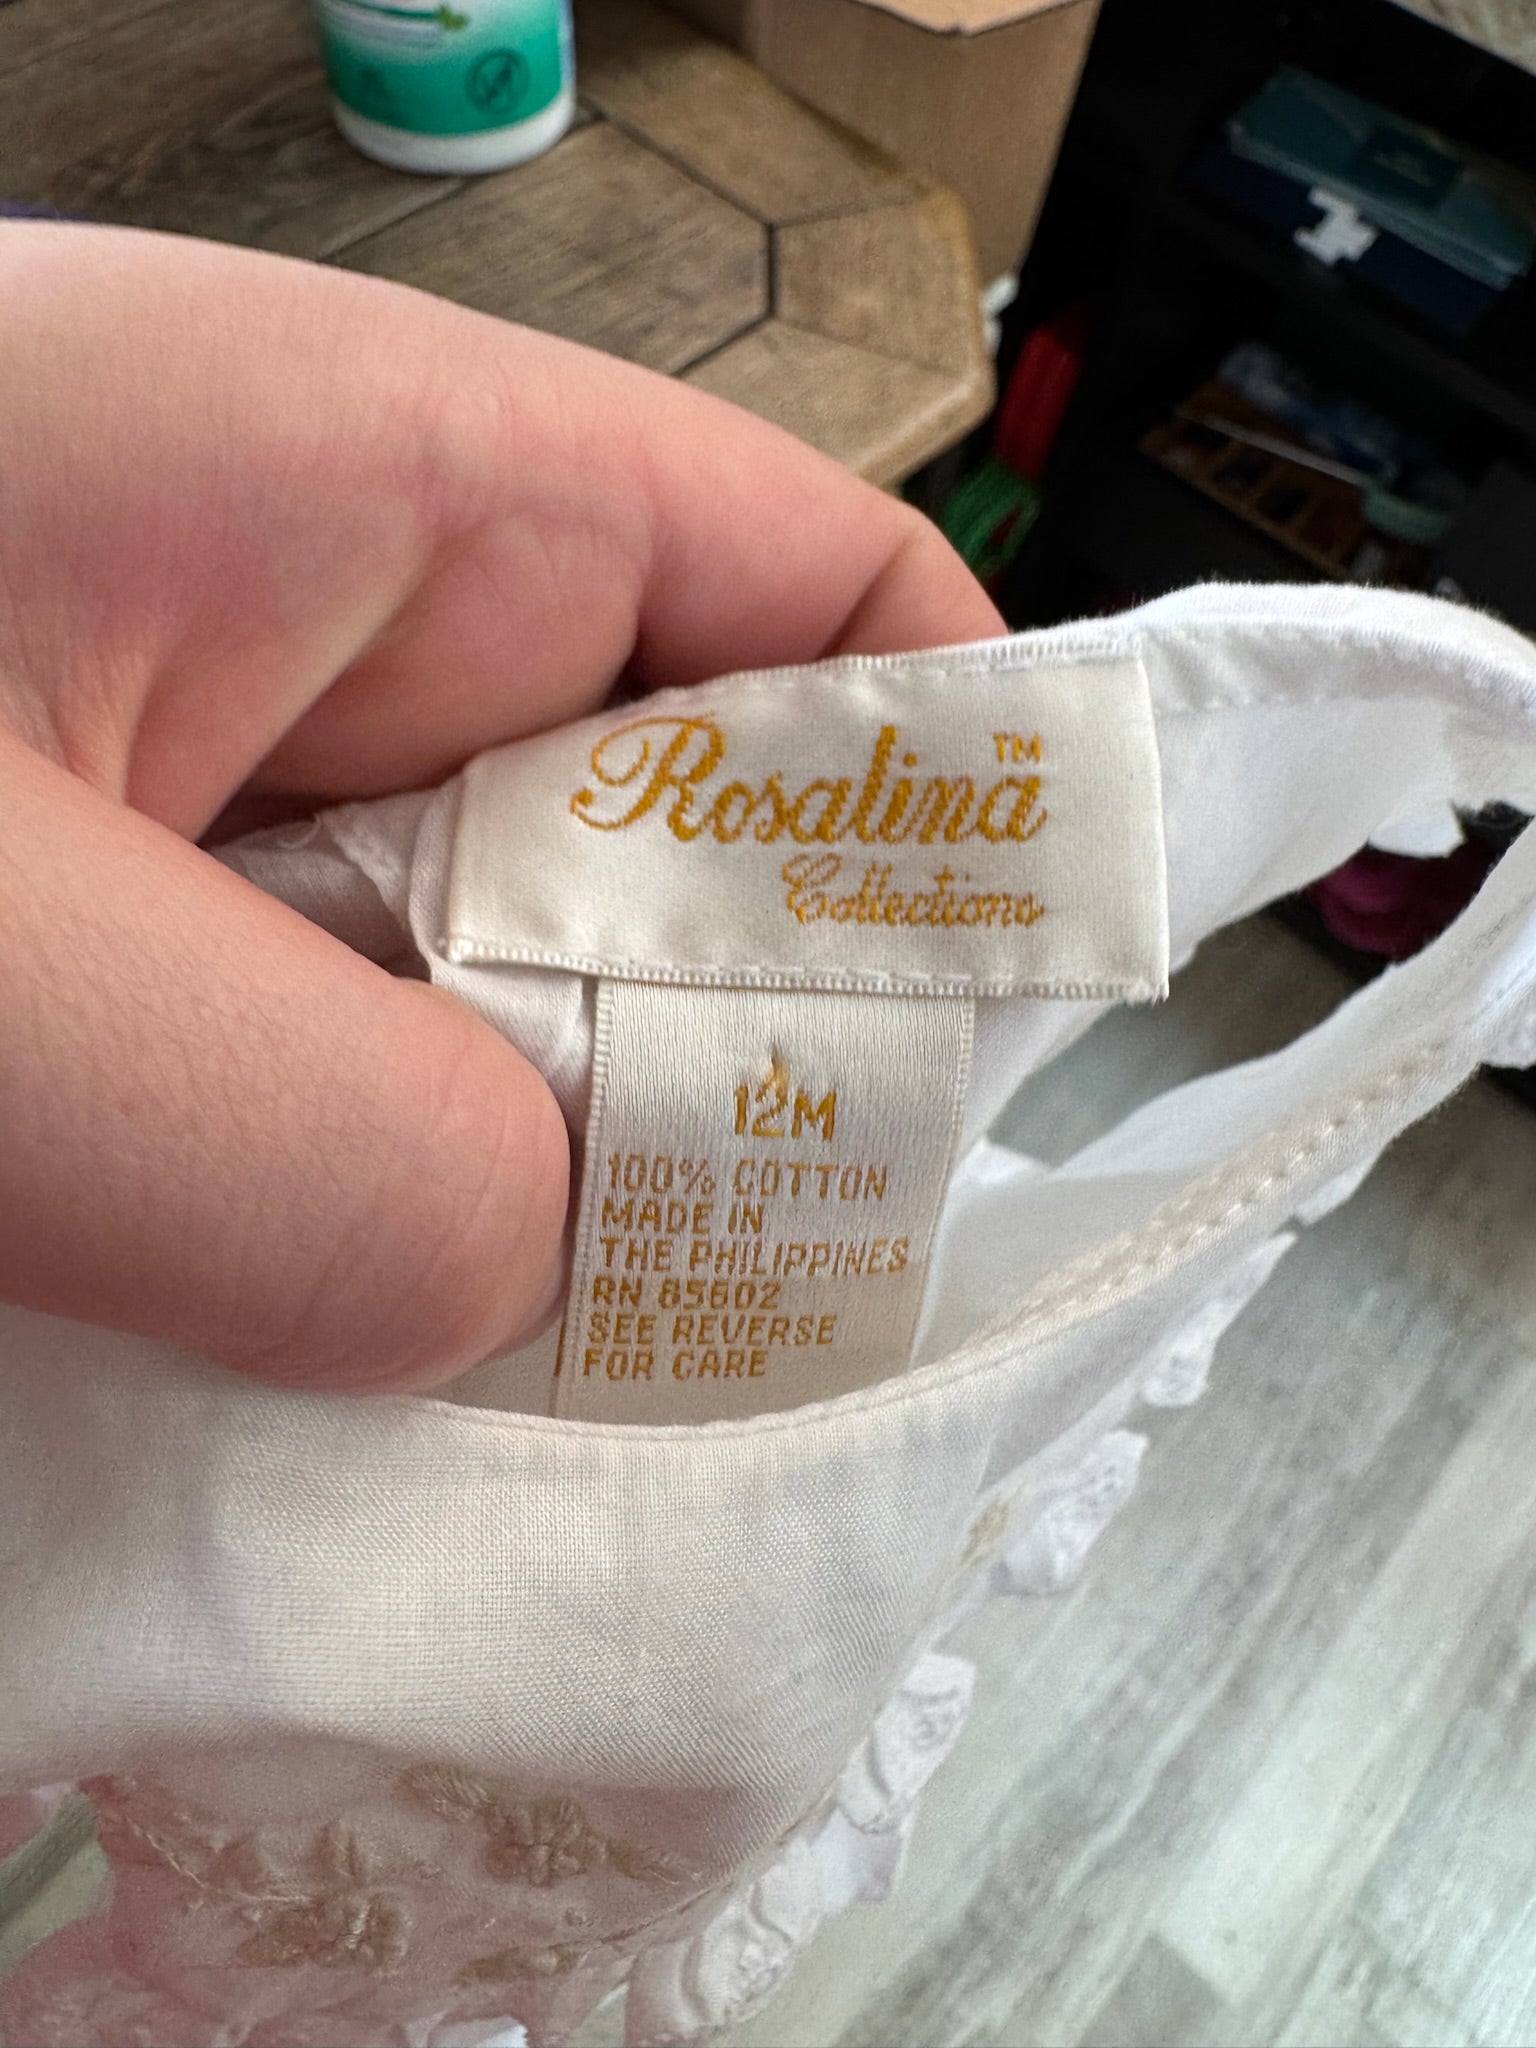 Rosalina™
Collections
12M
100% COTTON
MADE IN
THE PHILIPPINES
RN 85602
SEE REVERSE
FOR CARE